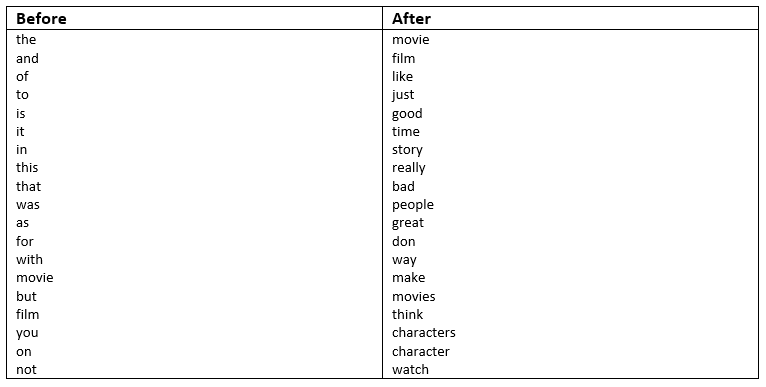 Before After
the movie
and film
of like
to just
is good
it time
in story
this really
that bad
was people
as great
for don
with way
movie make
but movies
film think
you characters
on character
not watch